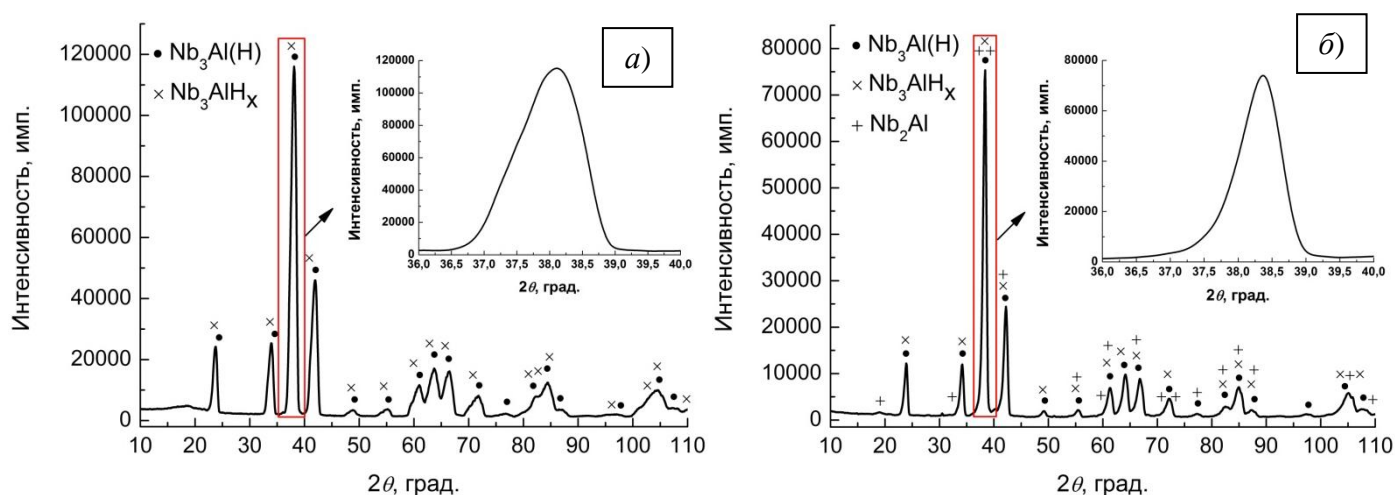 а)
Интенсивность, имп.
120000
100000
80000
60000
40000
20000
0
10 20 30 40 50 60 70 80 90 100 110
2θ, град.
× 
• Nb₃Al(H)
× Nb₃AlHₓ
Интенсивность, имп.
120000
100000
80000
60000
40000
20000
0
36,0 36,5 37,0 37,5 38,0 38,5 39,0 39,5 40,0
2θ, град.
б)
Интенсивность, имп.
80000
70000
60000
50000
40000
30000
20000
10000
0
10 20 30 40 50 60 70 80 90 100 110
2θ, град.
• Nb₃Al(H)
× Nb₃AlHₓ
+ Nb₂Al
Интенсивность, имп.
80000
60000
40000
20000
0
36,0 36,5 37,0 37,5 38,0 38,5 39,0 39,5 40,0
2θ, град.